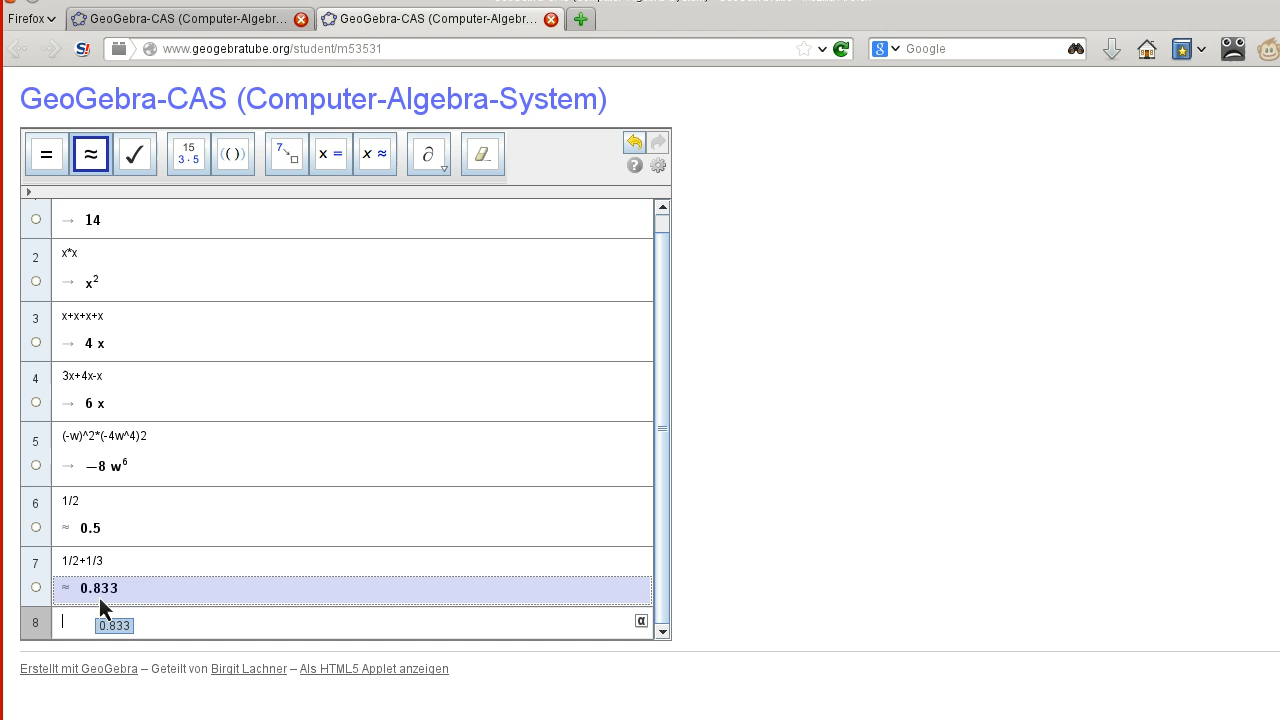 Firefox
GeoGebra-CAS (Computer-Algebr...
GeoGebra-CAS (Computer-Algebr...
S!
www.geogebratube.org/student/m53531
8
Google
GeoGebra-CAS (Computer-Algebra-System)
=
≈
✓
15
3 · 5
(())
7
x =
x ≈
∂
?
→ 14
2
x*x
→ x²
3
x+x+x+x
→ 4 x
4
3x+4x-x
→ 6 x
5
(-w)^2*(-4w^4)2
→ –8 w⁶
6
1/2
≈ 0.5
7
1/2+1/3
≈ 0.833
8
α
0.833
Erstellt mit GeoGebra – Geteilt von Birgit Lachner – Als HTML5 Applet anzeigen